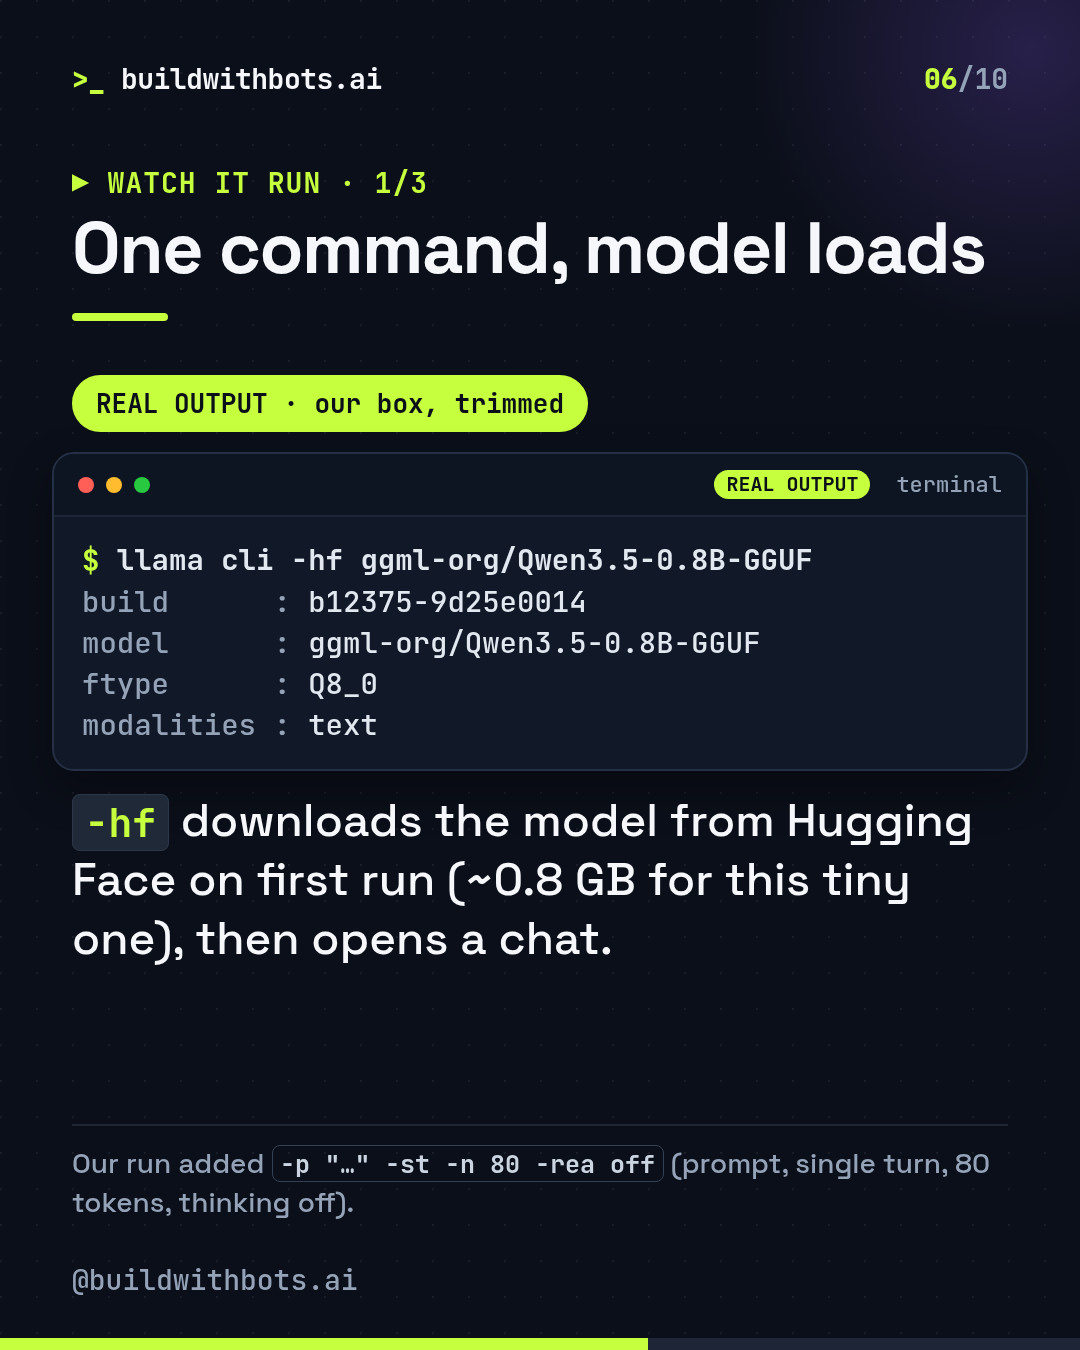 >_ buildwithbots.ai
06/10
▶ WATCH IT RUN · 1/3
One command, model loads
REAL OUTPUT · our box, trimmed
REAL OUTPUT terminal
$ llama cli -hf ggml-org/Qwen3.5-0.8B-GGUF
build : b12375-9d25e0014
model : ggml-org/Qwen3.5-0.8B-GGUF
ftype : Q8_0
modalities : text
-hf downloads the model from Hugging
Face on first run (~0.8 GB for this tiny
one), then opens a chat.
Our run added -p "…" -st -n 80 -rea off (prompt, single turn, 80
tokens, thinking off).
@buildwithbots.ai